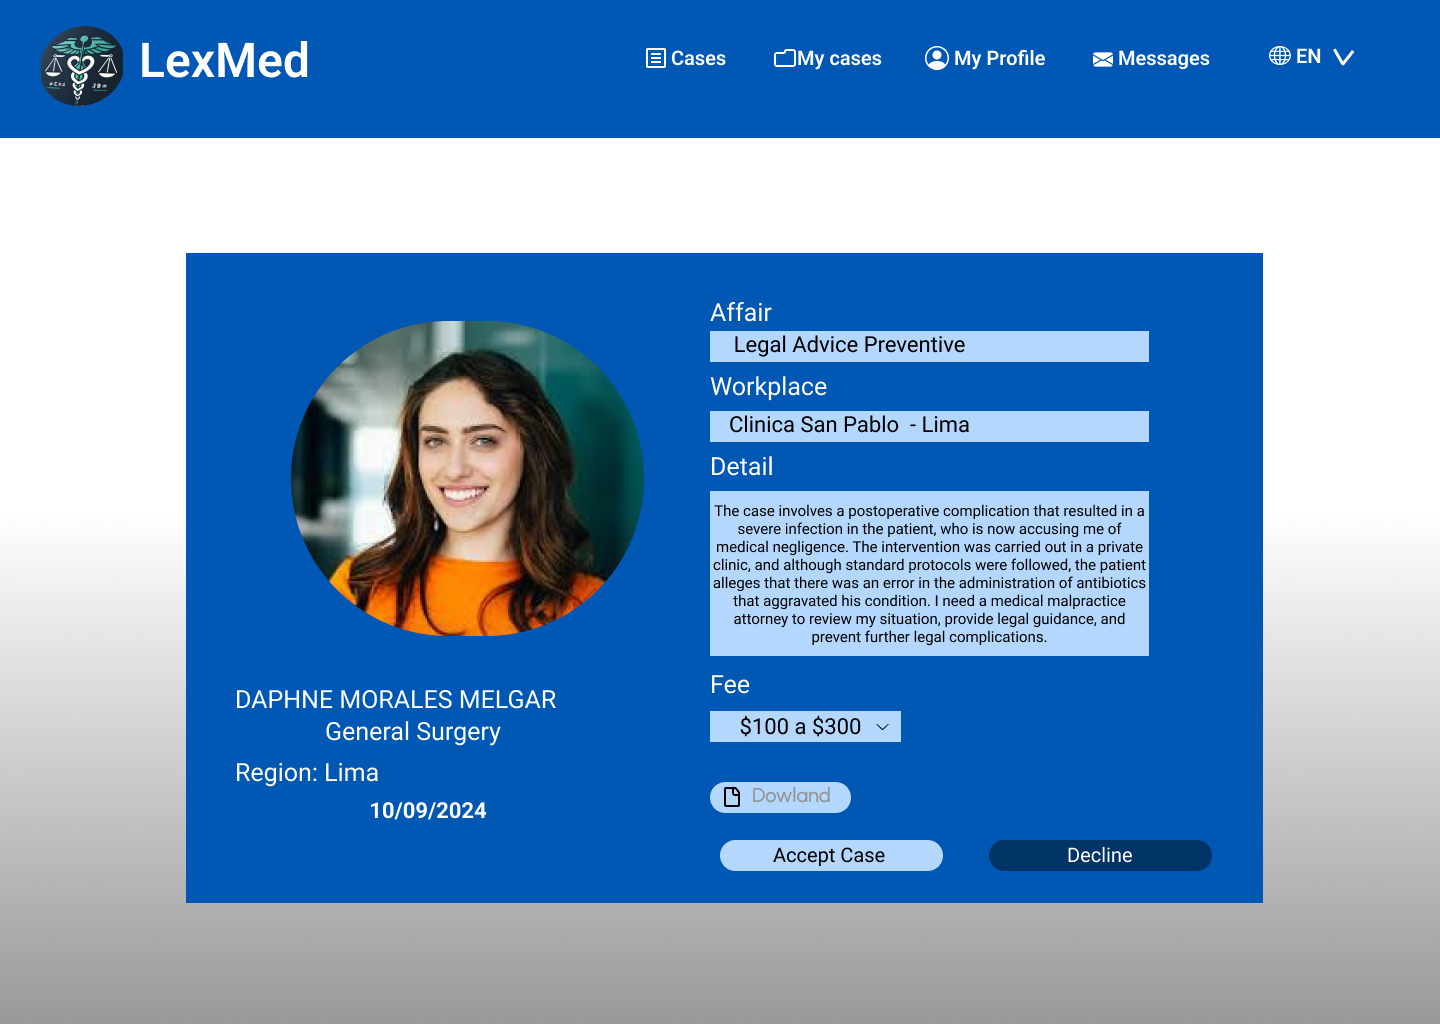 LexMed
Cases
My cases
My Profile
Messages
EN
Affair
Legal Advice Preventive
Workplace
Clinica San Pablo - Lima
Detail
The case involves a postoperative complication that resulted in a
severe infection in the patient, who is now accusing me of
medical negligence. The intervention was carried out in a private
clinic, and although standard protocols were followed, the patient
alleges that there was an error in the administration of antibiotics
that aggravated his condition. I need a medical malpractice
attorney to review my situation, provide legal guidance, and
prevent further legal complications.
Fee
$100 a $300
Dowland
Accept Case
Decline
DAPHNE MORALES MELGAR
General Surgery
Region: Lima
10/09/2024